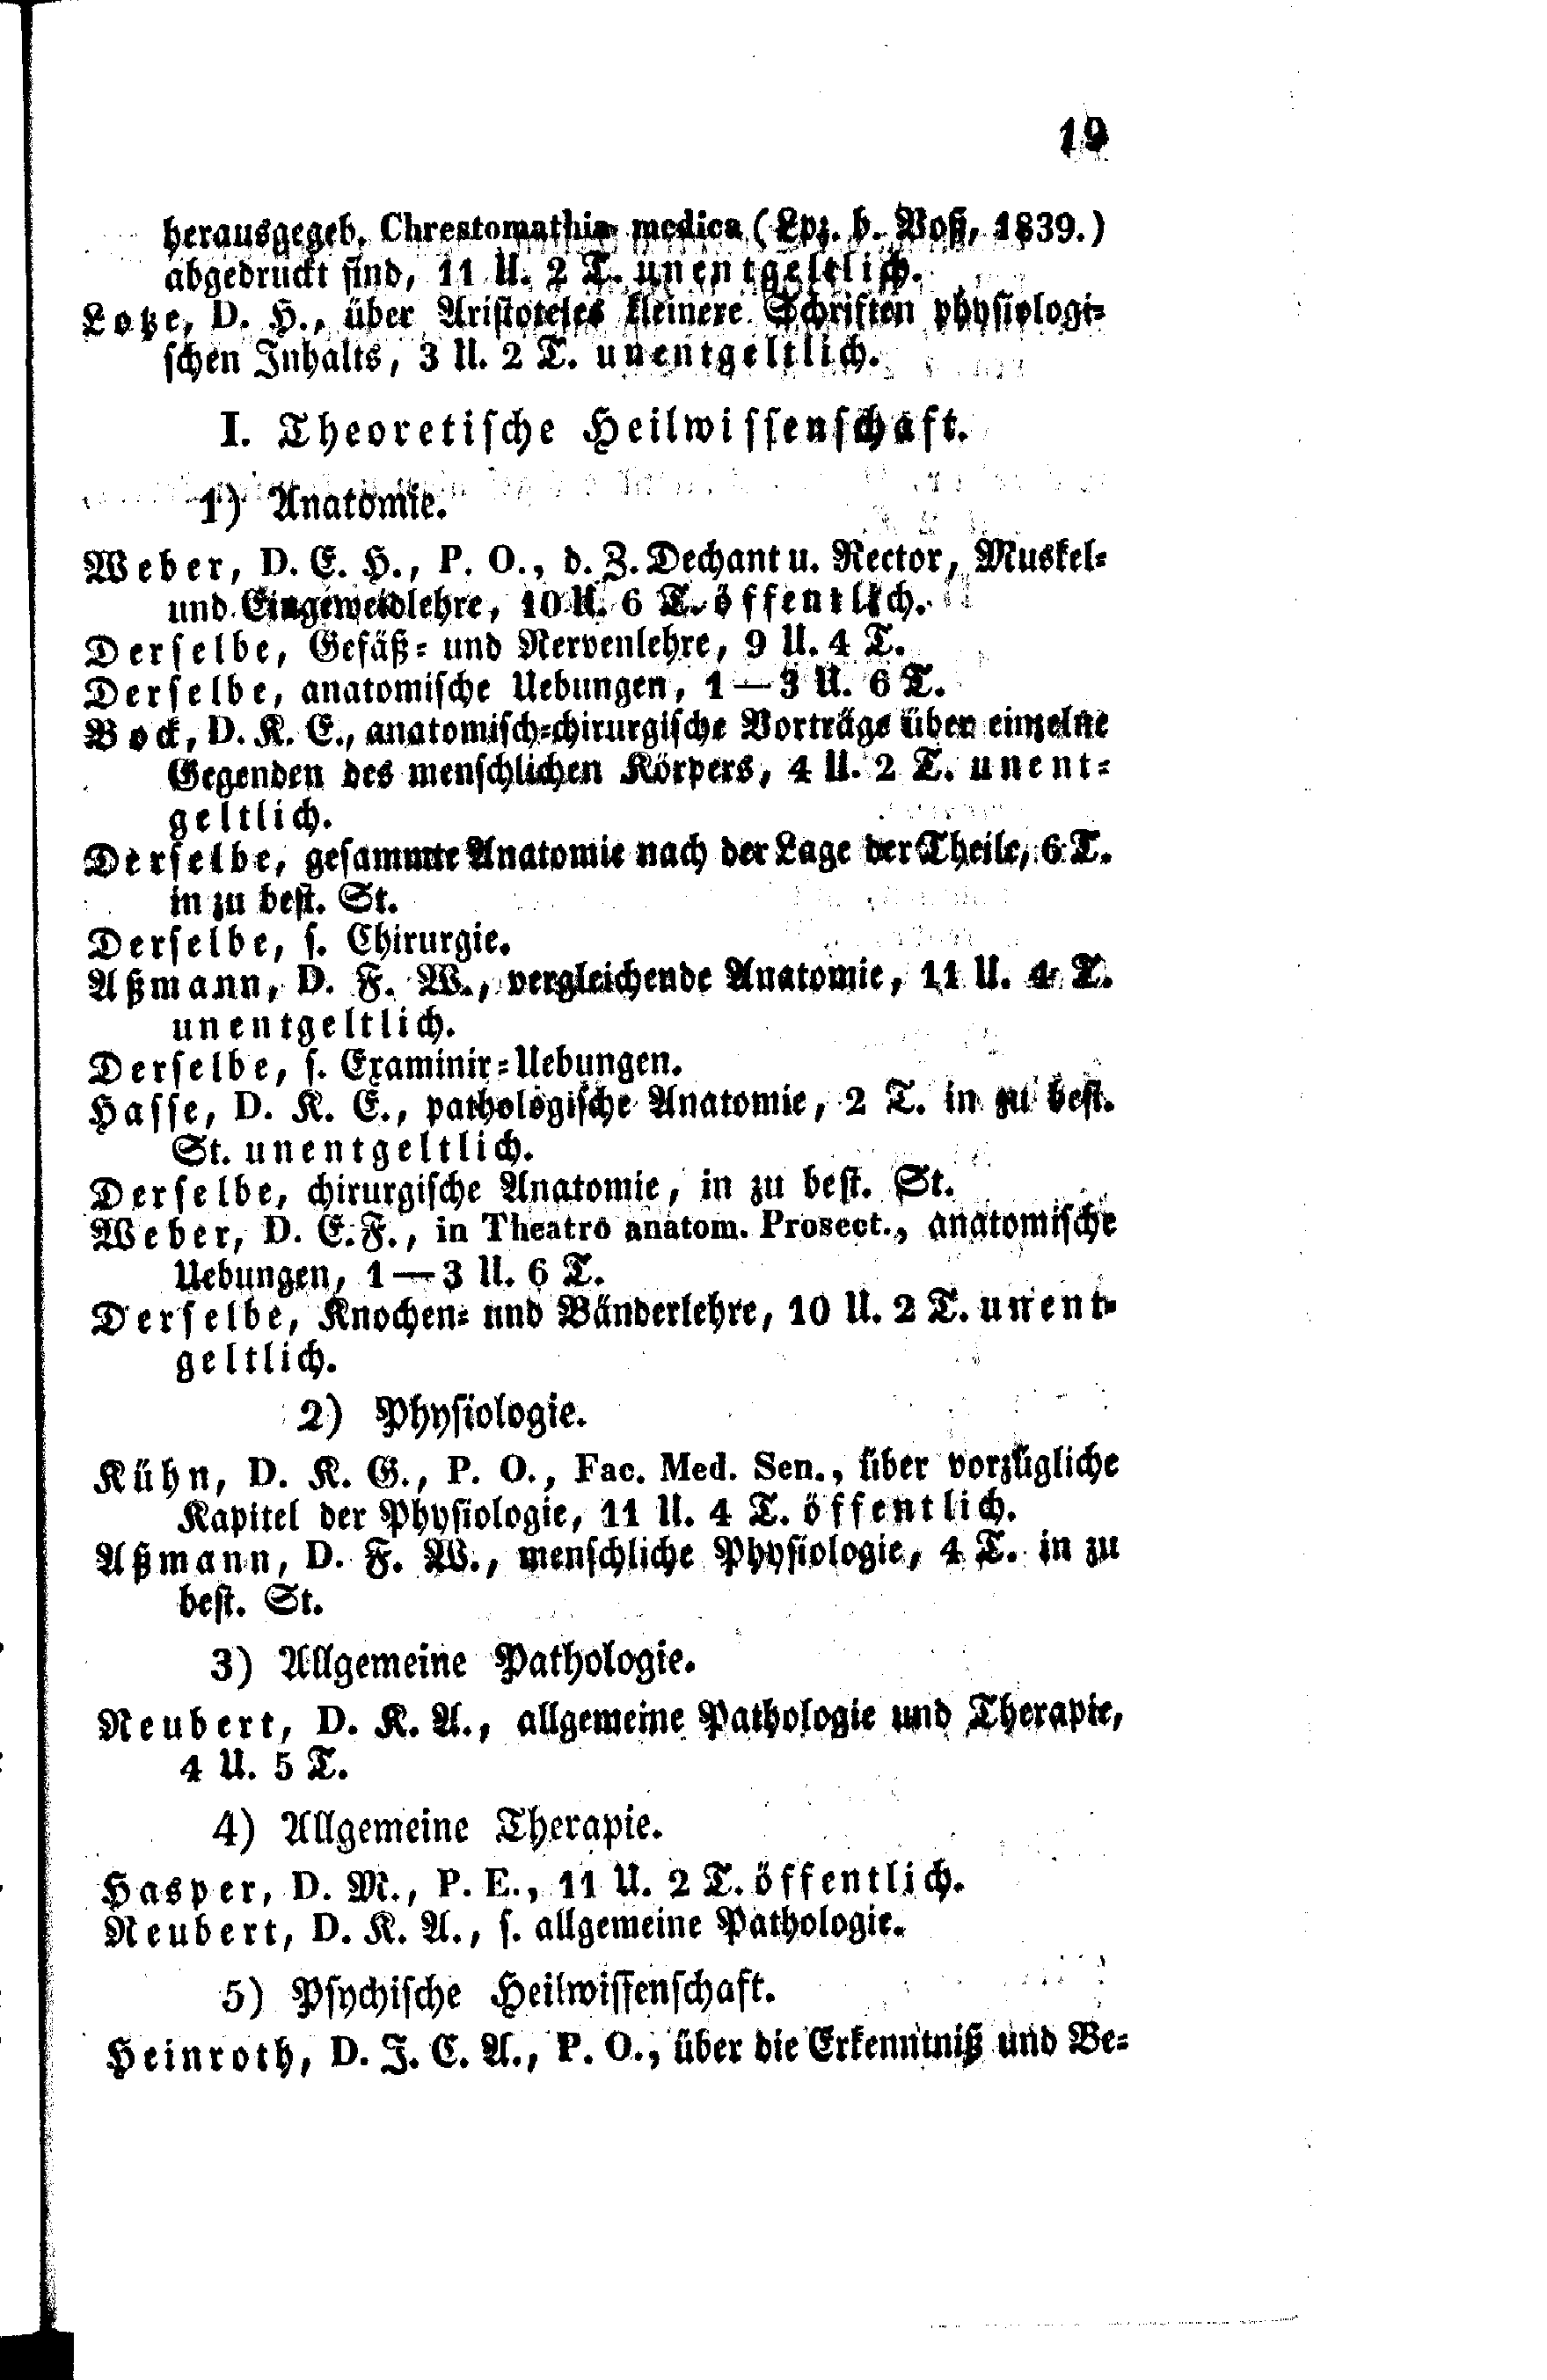 19
herausgegeb. Chrestomathia medica (Lpz. b. Voß, 1839.)
abgedruckt sind, 11 U. 2 T. unentgeltlich.
Lotze, D. H., über Aristoteles kleinere Schriften physiologi-
schen Inhalts, 3 U. 2 T. unentgeltlich.
I. Theoretische Heilwissenschaft.
1) Anatomie.
Weber, D. E. H., P. O., d. Z. Dechant u. Rector, Muskel-
und Eingeweidlehre, 10 U. 6 T. öffentlich.
Derselbe, Gefäß- und Nervenlehre, 9 U. 4 T.
Derselbe, anatomische Uebungen, 1—3 U. 6 T.
Bock, D. K. E., anatomisch-chirurgische Vorträge über einzelne
Gegenden des menschlichen Körpers, 4 U. 2 T. unent-
geltlich.
Derselbe, gesammte Anatomie nach der Lage der Theile, 6 T.
in zu best. St.
Derselbe, s. Chirurgie.
Aßmann, D. F. W., vergleichende Anatomie, 11 U. 4 T.
unentgeltlich.
Derselbe, s. Examinir-Uebungen.
Hasse, D. K. E., pathologische Anatomie, 2 T. in zu best.
St. unentgeltlich.
Derselbe, chirurgische Anatomie, in zu best. St.
Weber, D. E. F., in Theatro anatom. Prosect., anatomische
Uebungen, 1—3 U. 6 T.
Derselbe, Knochen- und Bänderlehre, 10 U. 2 T. unent-
geltlich.
2) Physiologie.
Kühn, D. K. G., P. O., Fac. Med. Sen., über vorzügliche
Kapitel der Physiologie, 11 U. 4 T. öffentlich.
Aßmann, D. F. W., menschliche Physiologie, 4 T. in zu
best. St.
3) Allgemeine Pathologie.
Neubert, D. K. A., allgemeine Pathologie und Therapie,
4 U. 5 T.
4) Allgemeine Therapie.
Hasper, D. M., P. E., 11 U. 2 T. öffentlich.
Neubert, D. K. A., s. allgemeine Pathologie.
5) Psychische Heilwissenschaft.
Heinroth, D. J. C. A., P. O., über die Erkenntniß und Be-